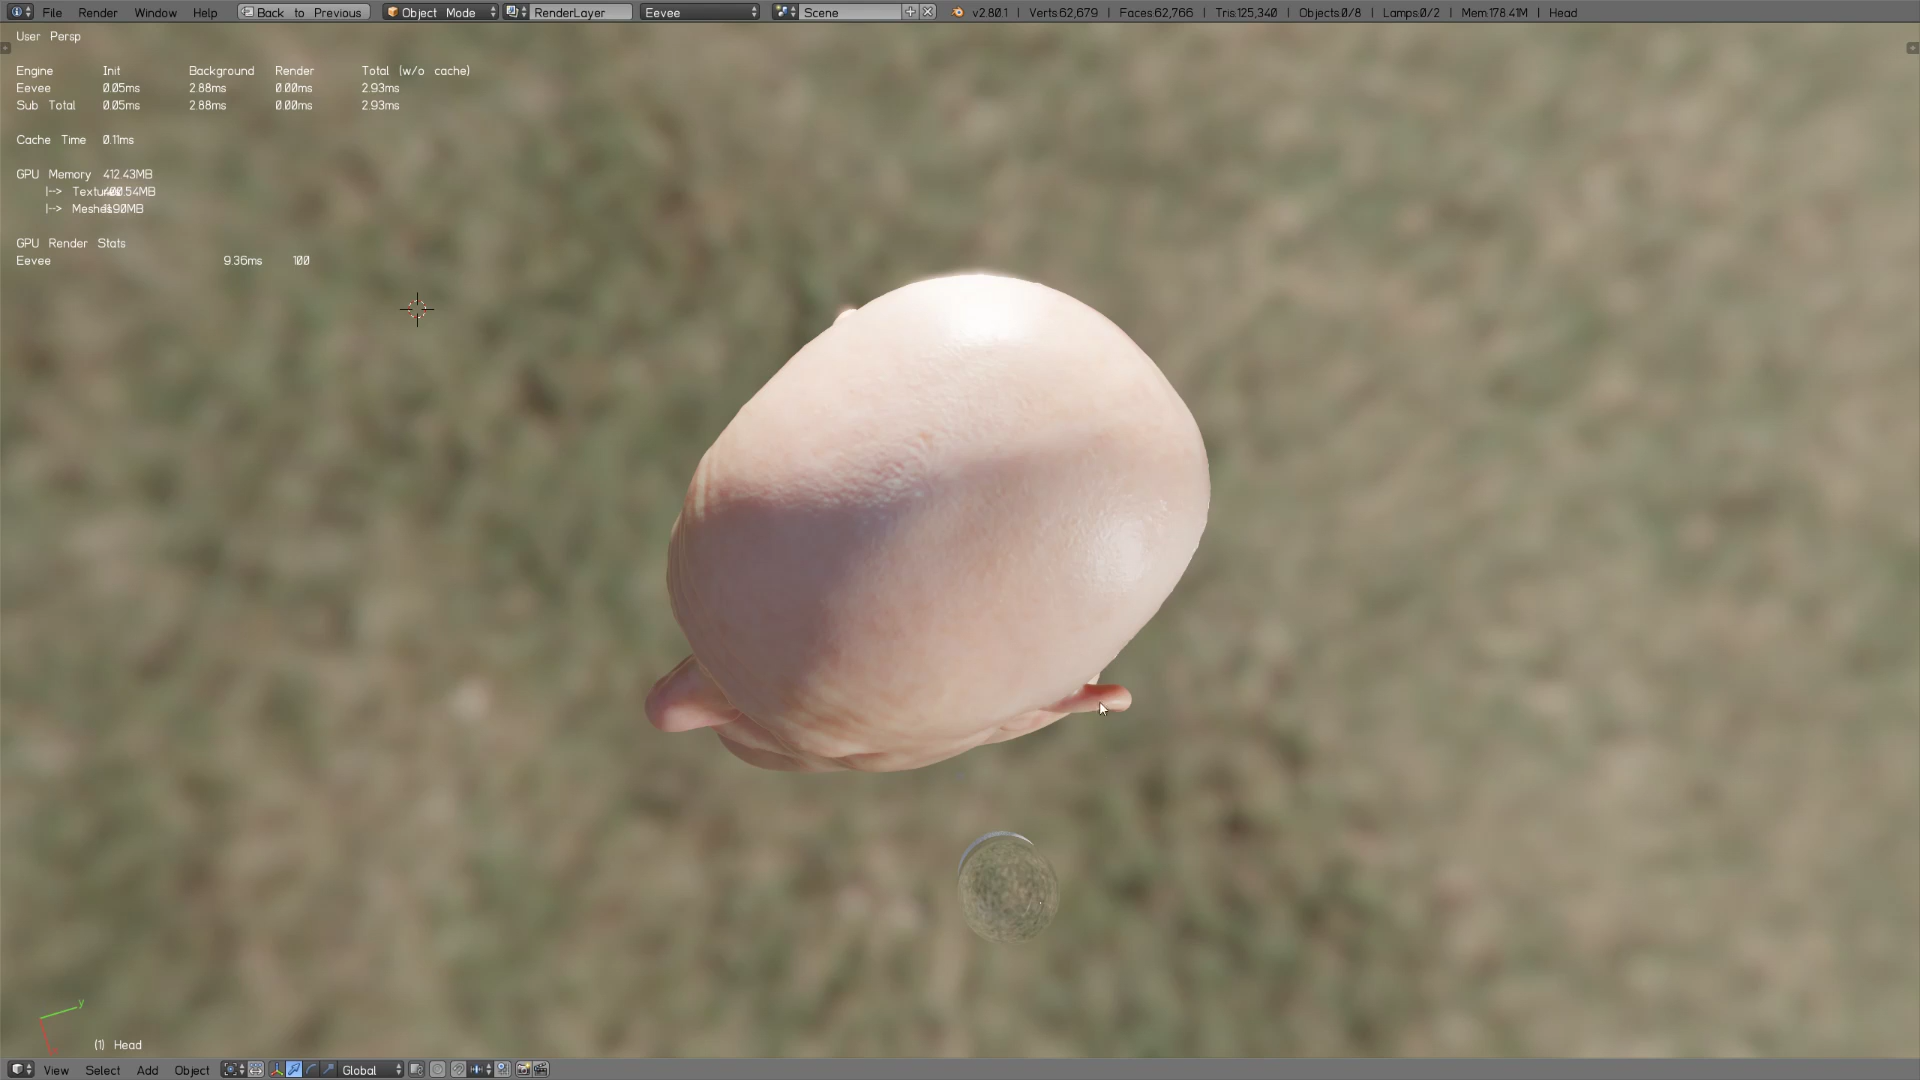 File Render Window Help Back to Previous Object Mode RenderLayer Eevee Scene v2.80.1 | Verts:62,679 | Faces:62,766 | Tris:125,340 | Objects:0/8 | Lamps:0/2 | Mem:178.41M | Head
User Persp
Engine Init Background Render Total (w/o cache)
Eevee 0.05ms 2.88ms 0.00ms 2.93ms
Sub Total 0.05ms 2.88ms 0.00ms 2.93ms
Cache Time 0.11ms
GPU Memory 412.43MB
|--> 
|--> Meshes
GPU Render Stats
Eevee 9.36ms 100
y
(1) Head
View Select Add Object Global